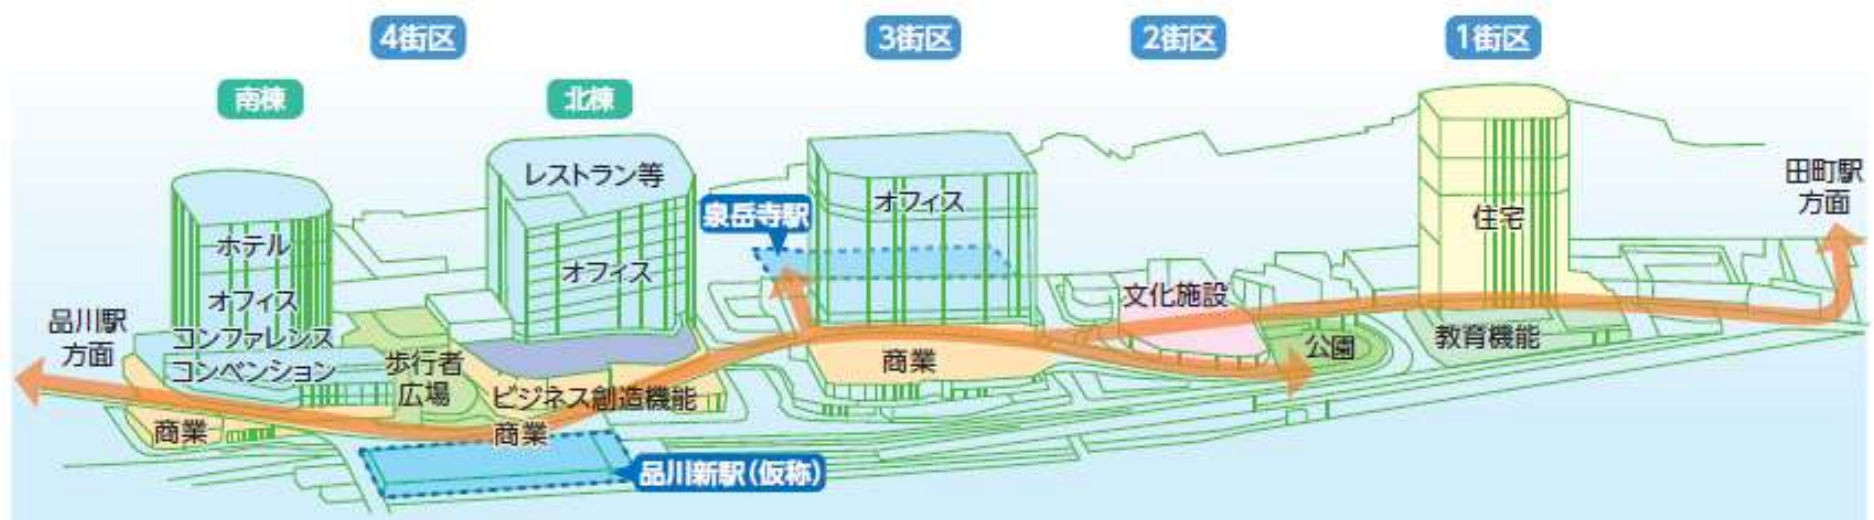 4街区
3街区
2街区
1街区
南棟
北棟
レストラン等
オフィス
泉岳寺駅
オフィス
住宅
田町駅
方面
ホテル
オフィス
コンファレンス
コンベンション
品川駅
方面
歩行者
広場
文化施設
公園
教育機能
商業
ビジネス創造機能
商業
商業
品川新駅(仮称)